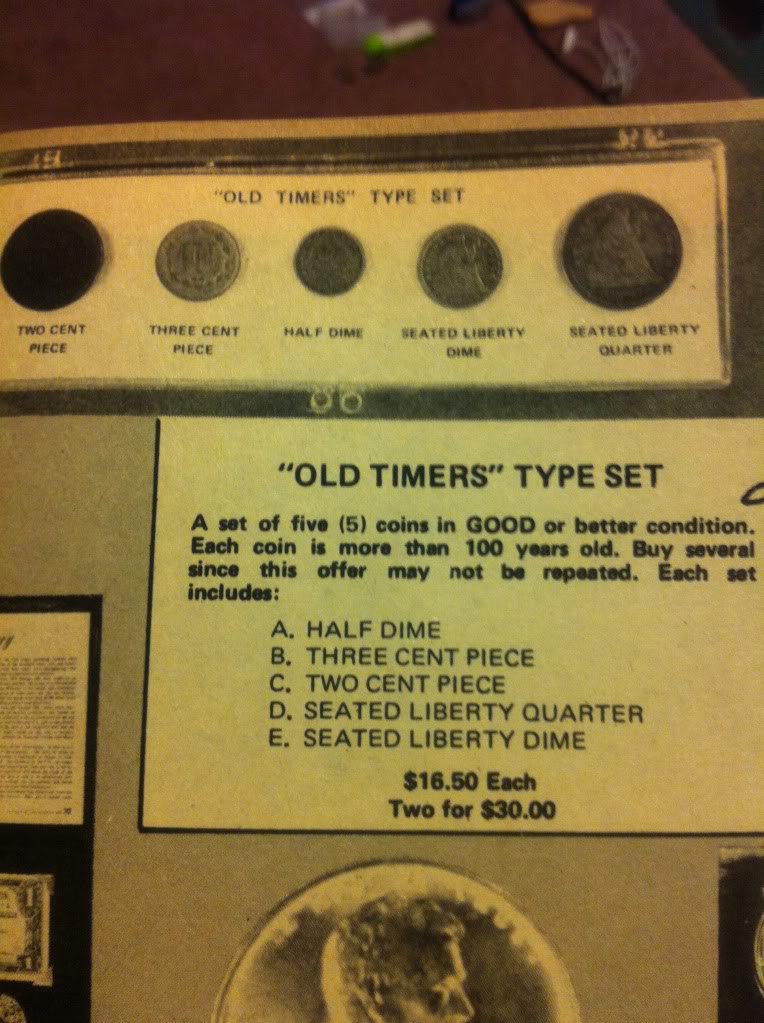 "OLD TIMERS" TYPE SET
TWO CENT PIECE
THREE CENT PIECE
HALF DIME
SEATED LIBERTY DIME
SEATED LIBERTY QUARTER
"OLD TIMERS" TYPE SET
A set of five (5) coins in GOOD or better condition.
Each coin is more than 100 years old. Buy several
since this offer may not be repeated. Each set
includes:
A. HALF DIME
B. THREE CENT PIECE
C. TWO CENT PIECE
D. SEATED LIBERTY QUARTER
E. SEATED LIBERTY DIME
$16.50 Each
Two for $30.00